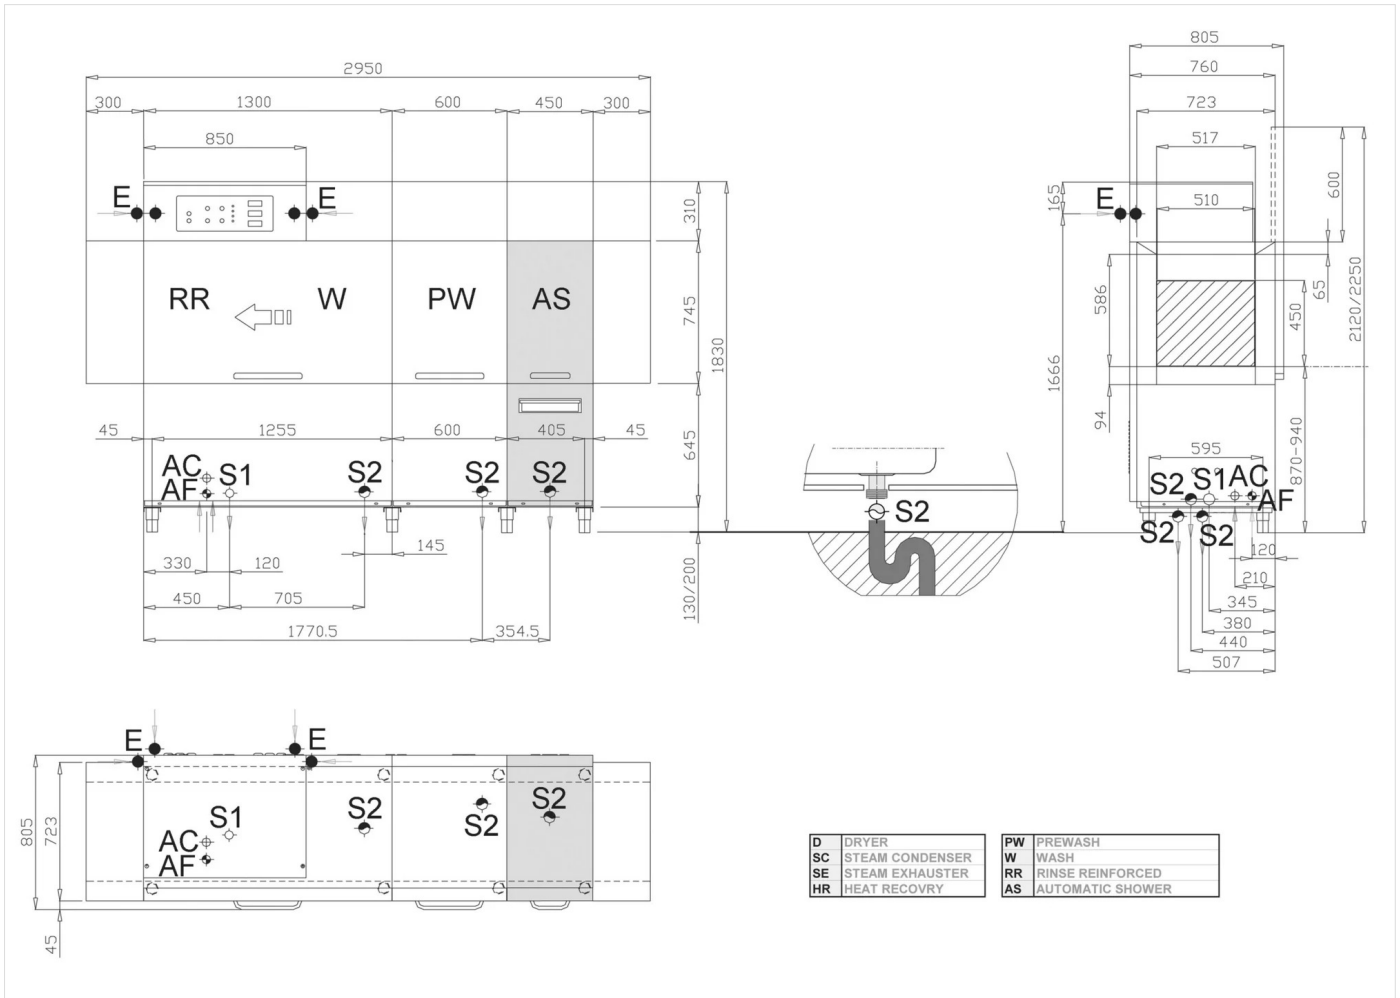 2950
300 1300 600 450 300
850
E E
310
RR W PW AS
745
1830
45 1255 600 405 45
645
AC S1 S2 S2 S2
AF
145
330 120
450 705
1770.5 354.5
130/200
S2
805
760
723
517
600
165
E 510
65
586
450
2120/2250
1666
94
870-940
595
S2 S1 AC
AF
S2 S2
120
210
345
380
440
507
E E
S1 S2 S2 S2
AC
AF
805
723
45
D DRYER
SC STEAM CONDENSER
SE STEAM EXHAUSTER
HR HEAT RECOVRY
PW PREWASH
W WASH
RR RINSE REINFORCED
AS AUTOMATIC SHOWER